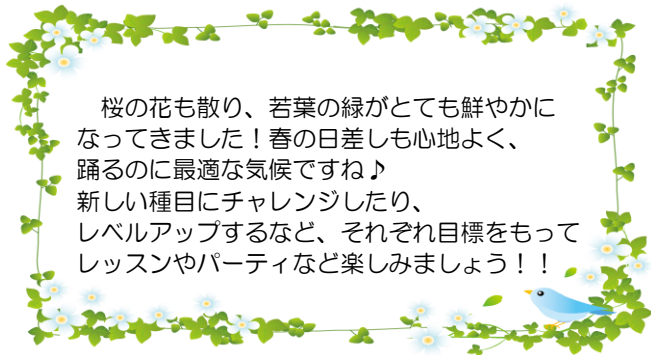 桜の花も散り、若葉の緑がとても鮮やかに
なってきました！春の日差しも心地よく、
踊るのに最適な気候ですね♪
新しい種目にチャレンジしたり、
レベルアップするなど、それぞれ目標をもって
レッスンやパーティなど楽しみましょう！！